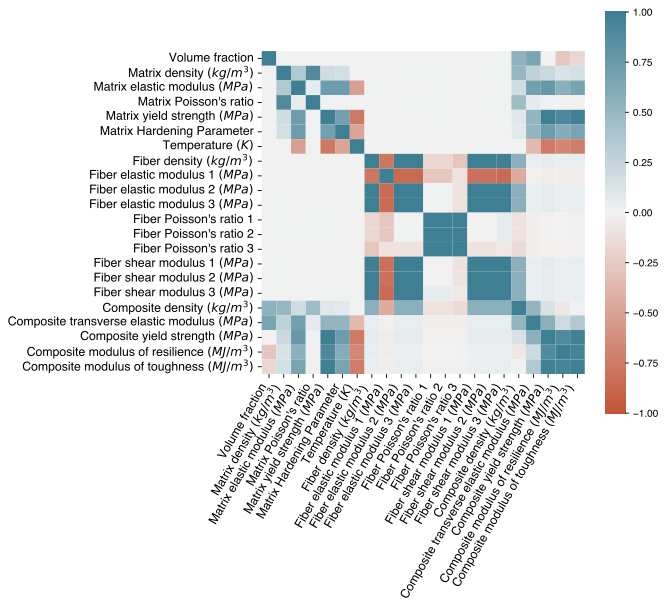 1.00
0.75
0.50
0.25
0.00
−0.25
−0.50
−0.75
−1.00
Volume fraction
Matrix density (kg/m³)
Matrix elastic modulus (MPa)
Matrix Poisson's ratio
Matrix yield strength (MPa)
Matrix Hardening Parameter
Temperature (K)
Fiber density (kg/m³)
Fiber elastic modulus 1 (MPa)
Fiber elastic modulus 2 (MPa)
Fiber elastic modulus 3 (MPa)
Fiber Poisson's ratio 1
Fiber Poisson's ratio 2
Fiber Poisson's ratio 3
Fiber shear modulus 1 (MPa)
Fiber shear modulus 2 (MPa)
Fiber shear modulus 3 (MPa)
Composite density (kg/m³)
Composite transverse elastic modulus (MPa)
Composite yield strength (MPa)
Composite modulus of resilience (MJ/m³)
Composite modulus of toughness (MJ/m³)
Volume fraction
Matrix density (kg/m³)
Matrix elastic modulus (MPa)
Matrix Poisson's ratio
Matrix yield strength (MPa)
Matrix Hardening Parameter
Temperature (K)
Fiber density (kg/m³)
Fiber elastic modulus 1 (MPa)
Fiber elastic modulus 2 (MPa)
Fiber elastic modulus 3 (MPa)
Fiber Poisson's ratio 1
Fiber Poisson's ratio 2
Fiber Poisson's ratio 3
Fiber shear modulus 1 (MPa)
Fiber shear modulus 2 (MPa)
Fiber shear modulus 3 (MPa)
Composite density (kg/m³)
Composite transverse elastic modulus (MPa)
Composite yield strength (MPa)
Composite modulus of resilience (MJ/m³)
Composite modulus of toughness (MJ/m³)